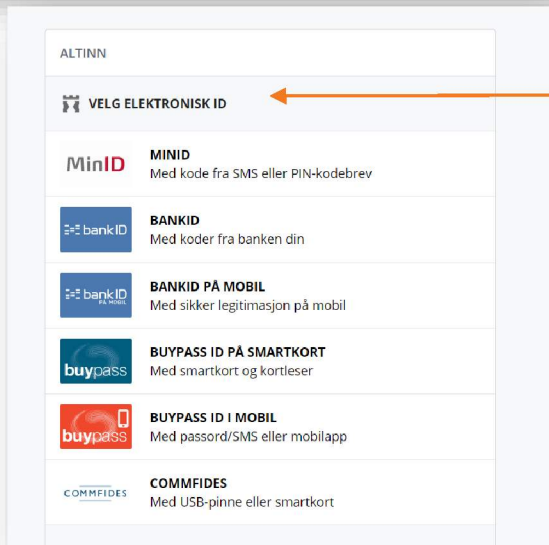 ALTINN
VELG ELEKTRONISK ID
MinID
MINID
Med kode fra SMS eller PIN-kodebrev
bankID
BANKID
Med koder fra banken din
bankID
PÅ MOBIL
BANKID PÅ MOBIL
Med sikker legitimasjon på mobil
buypass
BUYPASS ID PÅ SMARTKORT
Med smartkort og kortleser
buypass
BUYPASS ID I MOBIL
Med passord/SMS eller mobilapp
COMMFIDES
COMMFIDES
Med USB-pinne eller smartkort